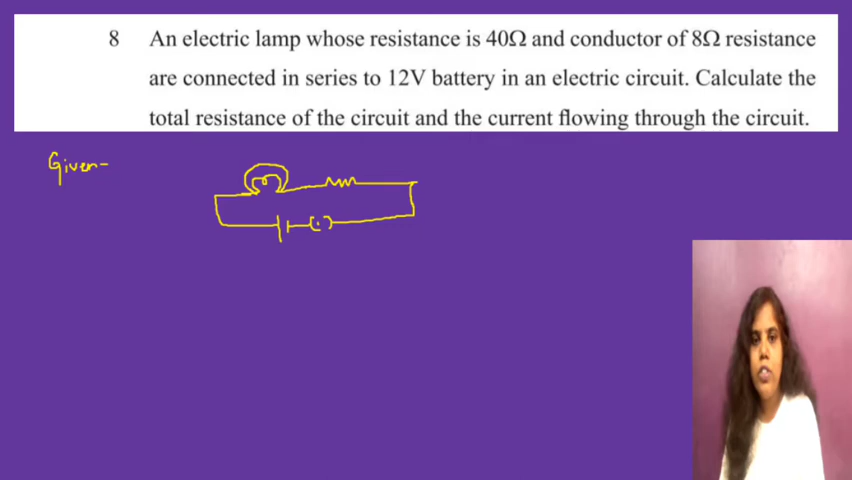 8 An electric lamp whose resistance is 40Ω and conductor of 8Ω resistance
are connected in series to 12V battery in an electric circuit. Calculate the
total resistance of the circuit and the current flowing through the circuit.
Given-